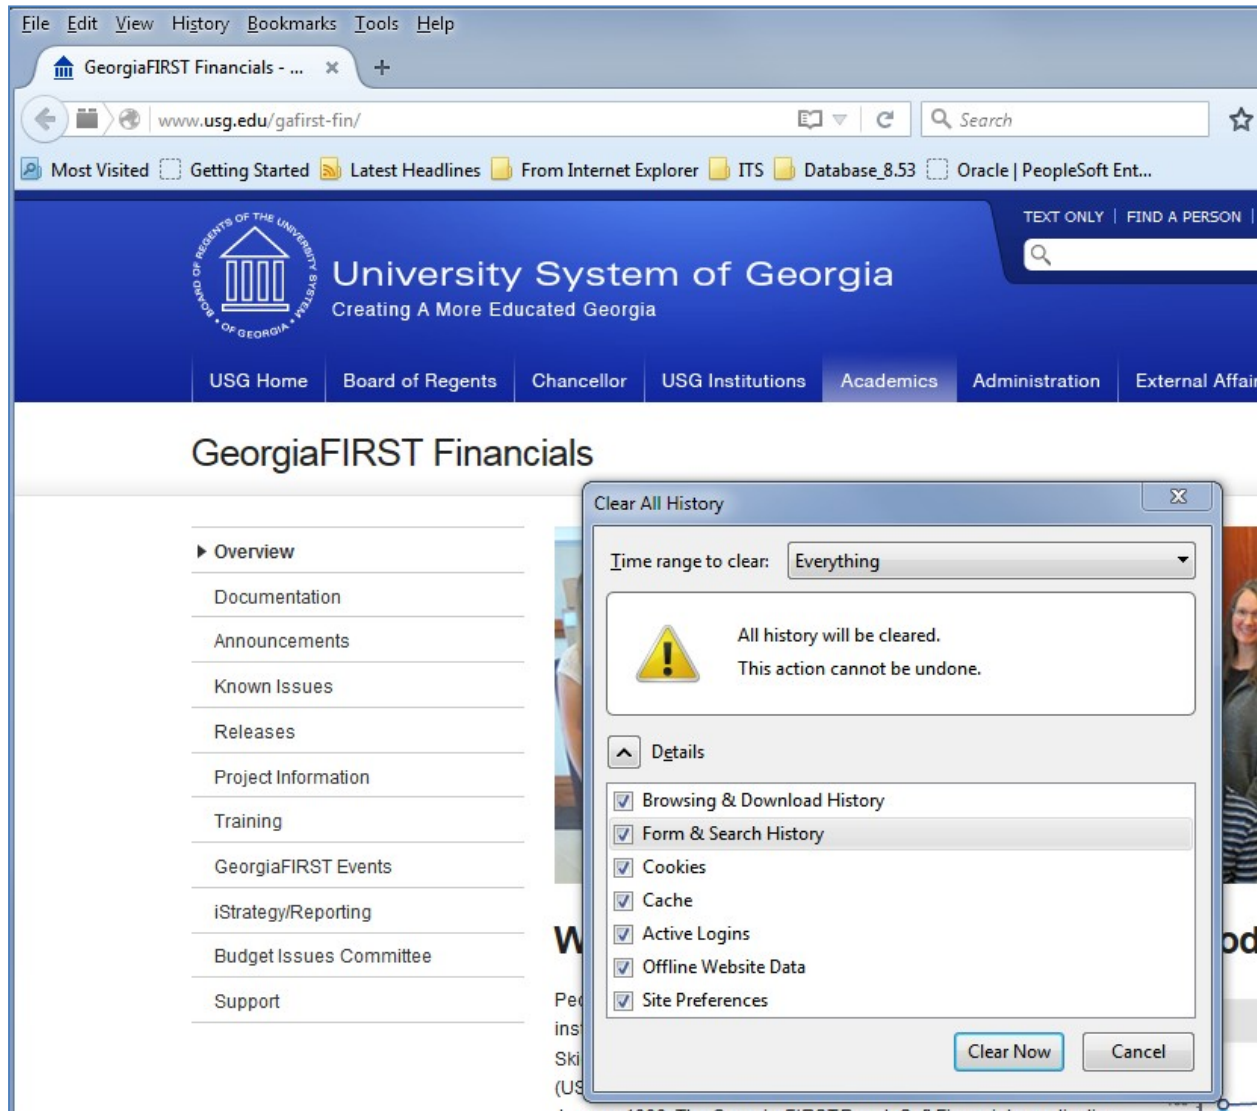 File Edit View History Bookmarks Tools Help
GeorgiaFIRST Financials - ...
www.usg.edu/gafirst-fin/ Search
Most Visited Getting Started Latest Headlines From Internet Explorer ITS Database_8.53 Oracle | PeopleSoft Ent...
TEXT ONLY | FIND A PERSON |
BOARD OF REGENTS OF THE UNIVERSITY SYSTEM OF GEORGIA
University System of Georgia
Creating A More Educated Georgia
USG Home Board of Regents Chancellor USG Institutions Academics Administration External Affair
GeorgiaFIRST Financials
Overview
Documentation
Announcements
Known Issues
Releases
Project Information
Training
GeorgiaFIRST Events
iStrategy/Reporting
Budget Issues Committee
Support
Clear All History
Time range to clear: Everything
All history will be cleared.
This action cannot be undone.
Details
Browsing & Download History
Form & Search History
Cookies
Cache
Active Logins
Offline Website Data
Site Preferences
Clear Now Cancel